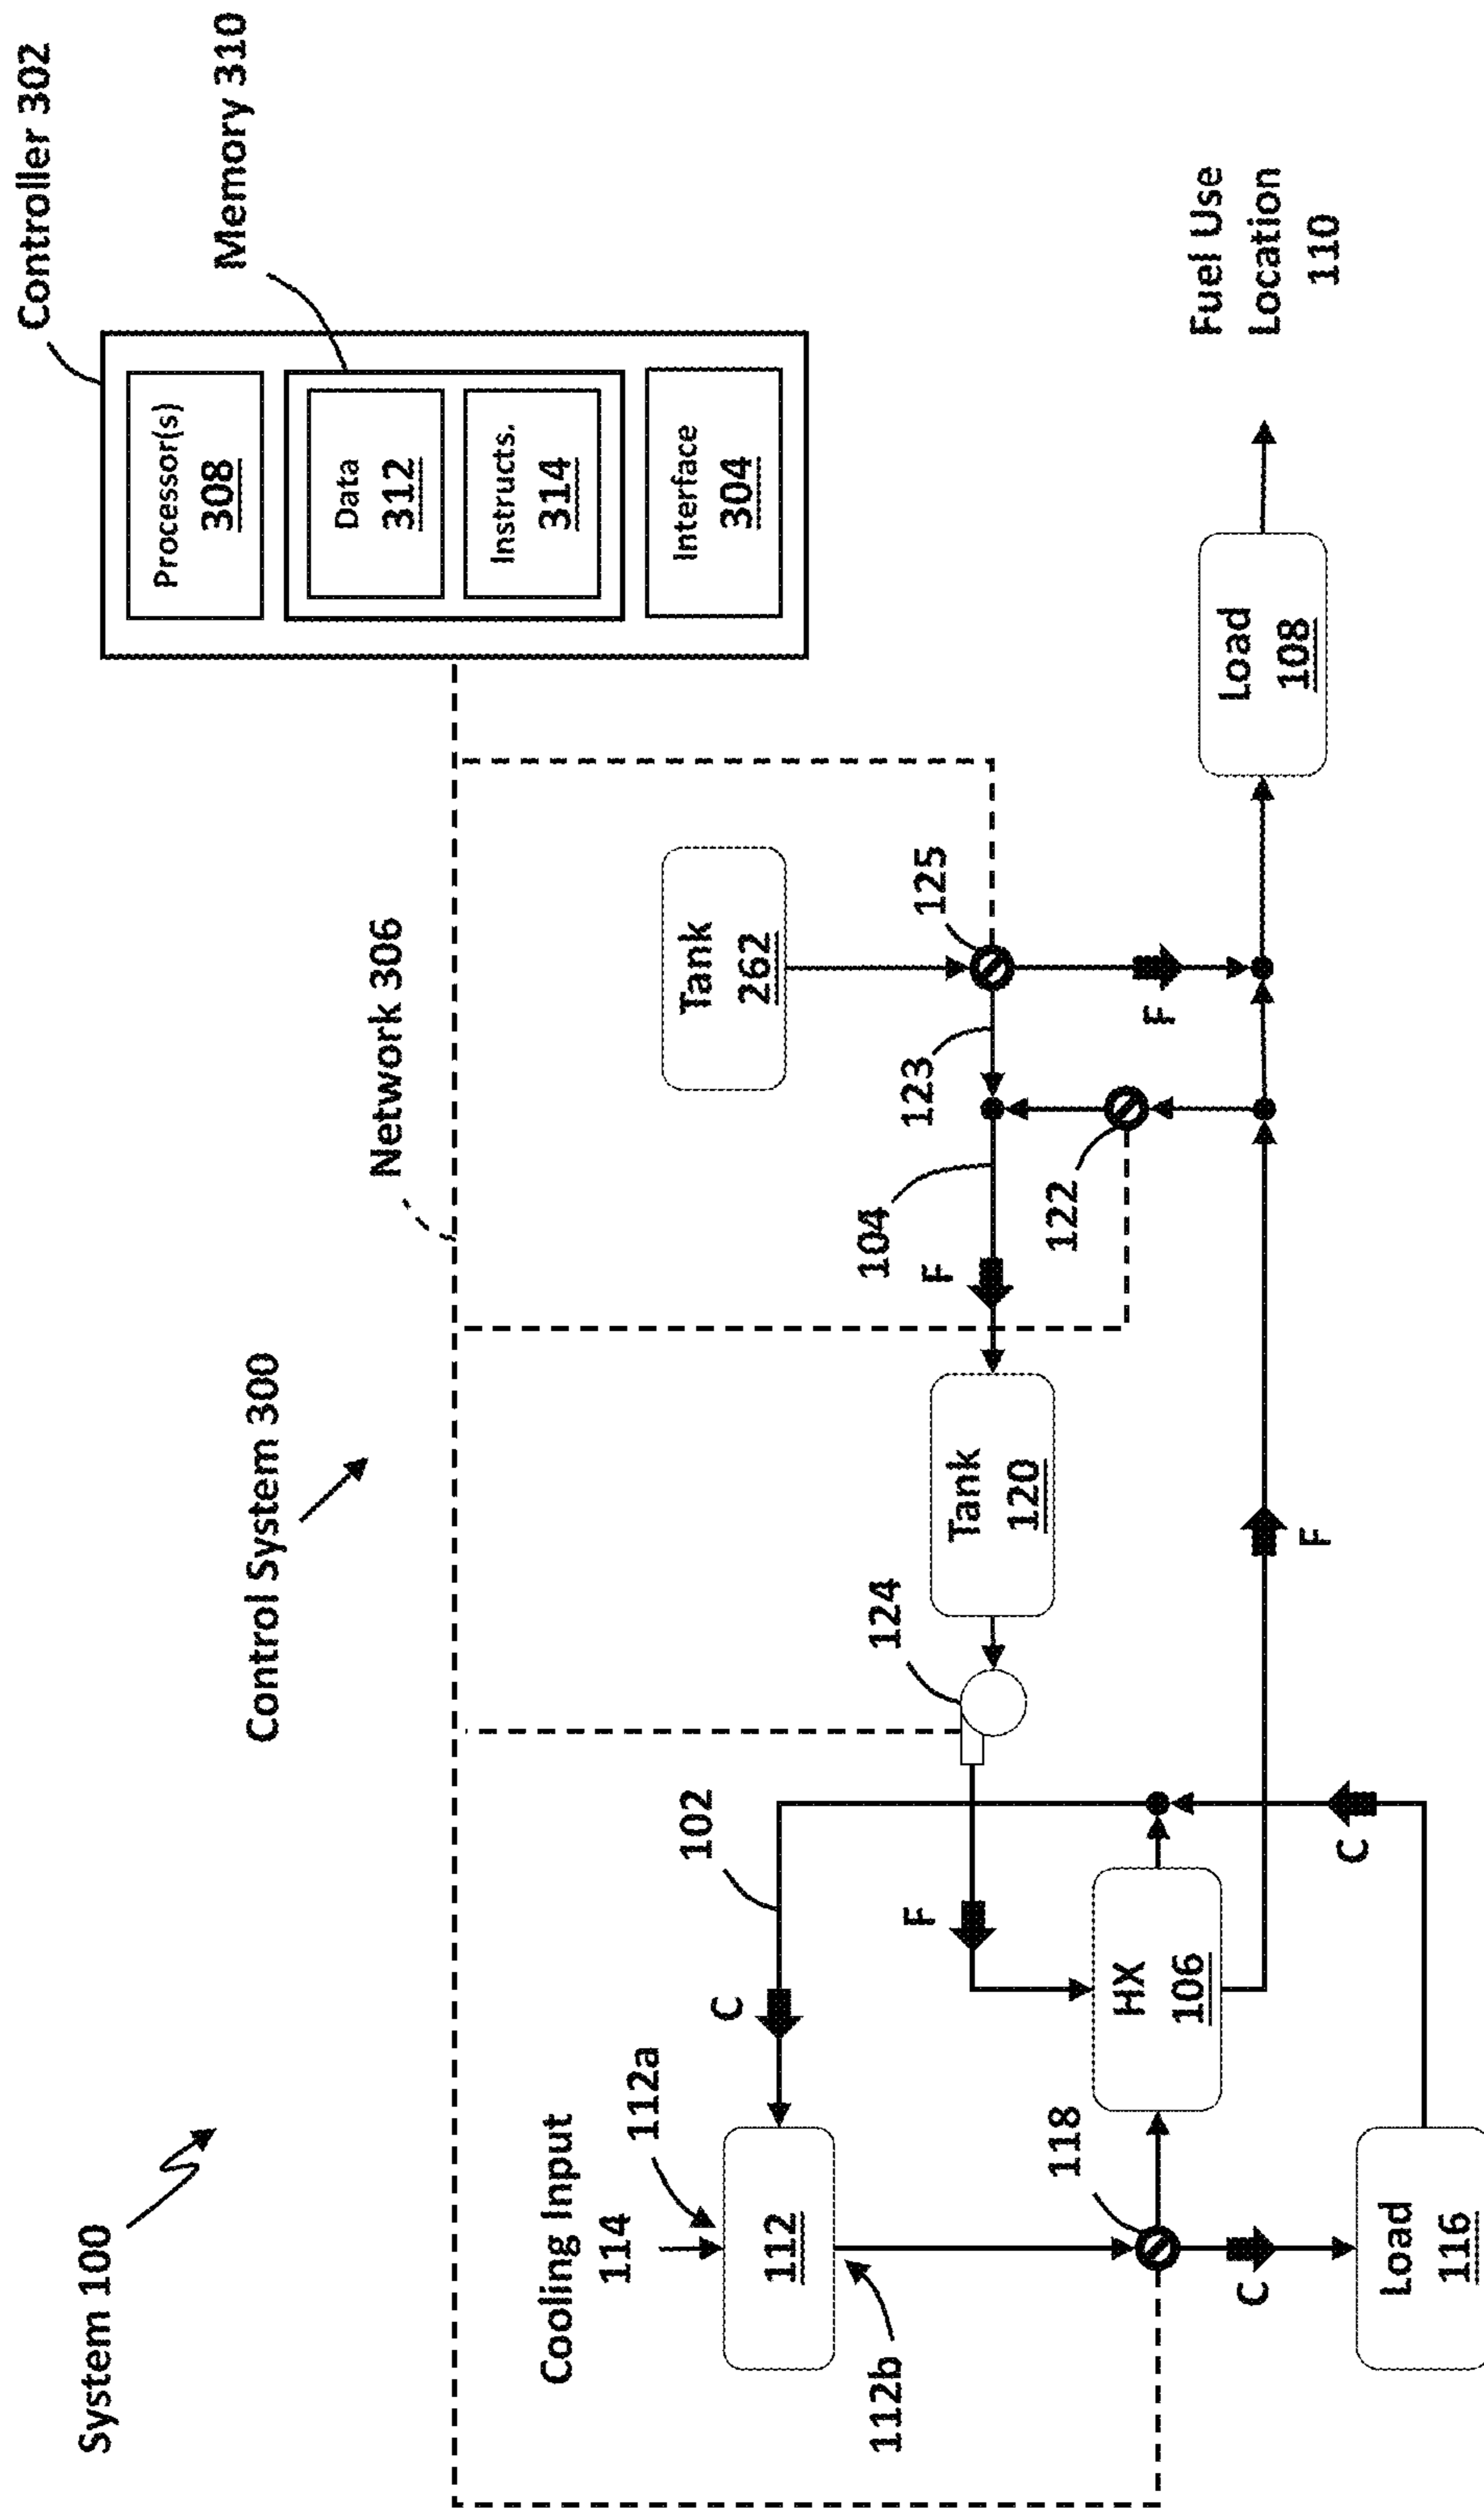 System 100
Control System 300
Network 306
Controller 302
Memory 310
Processor(s)
308
Data
312
Instructs.
314
Interface
304
Cooling Input
114
112a
112
112b
C
102
F
124
Tank
120
104
F
123
Tank
262
125
118
HX
106
122
F
C
Load
116
C
F
Load
108
Fuel Use
Location
110